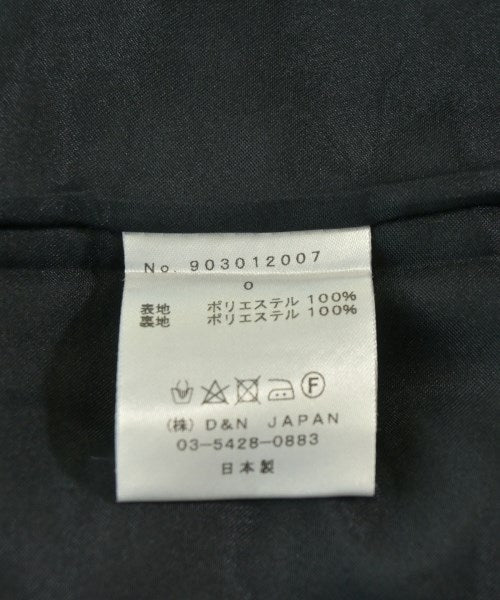 No. 903012007
o
表地 ポリエステル 100%
裏地 ポリエステル 100%
F
(株) D&N JAPAN
03-5428-0883
日本製